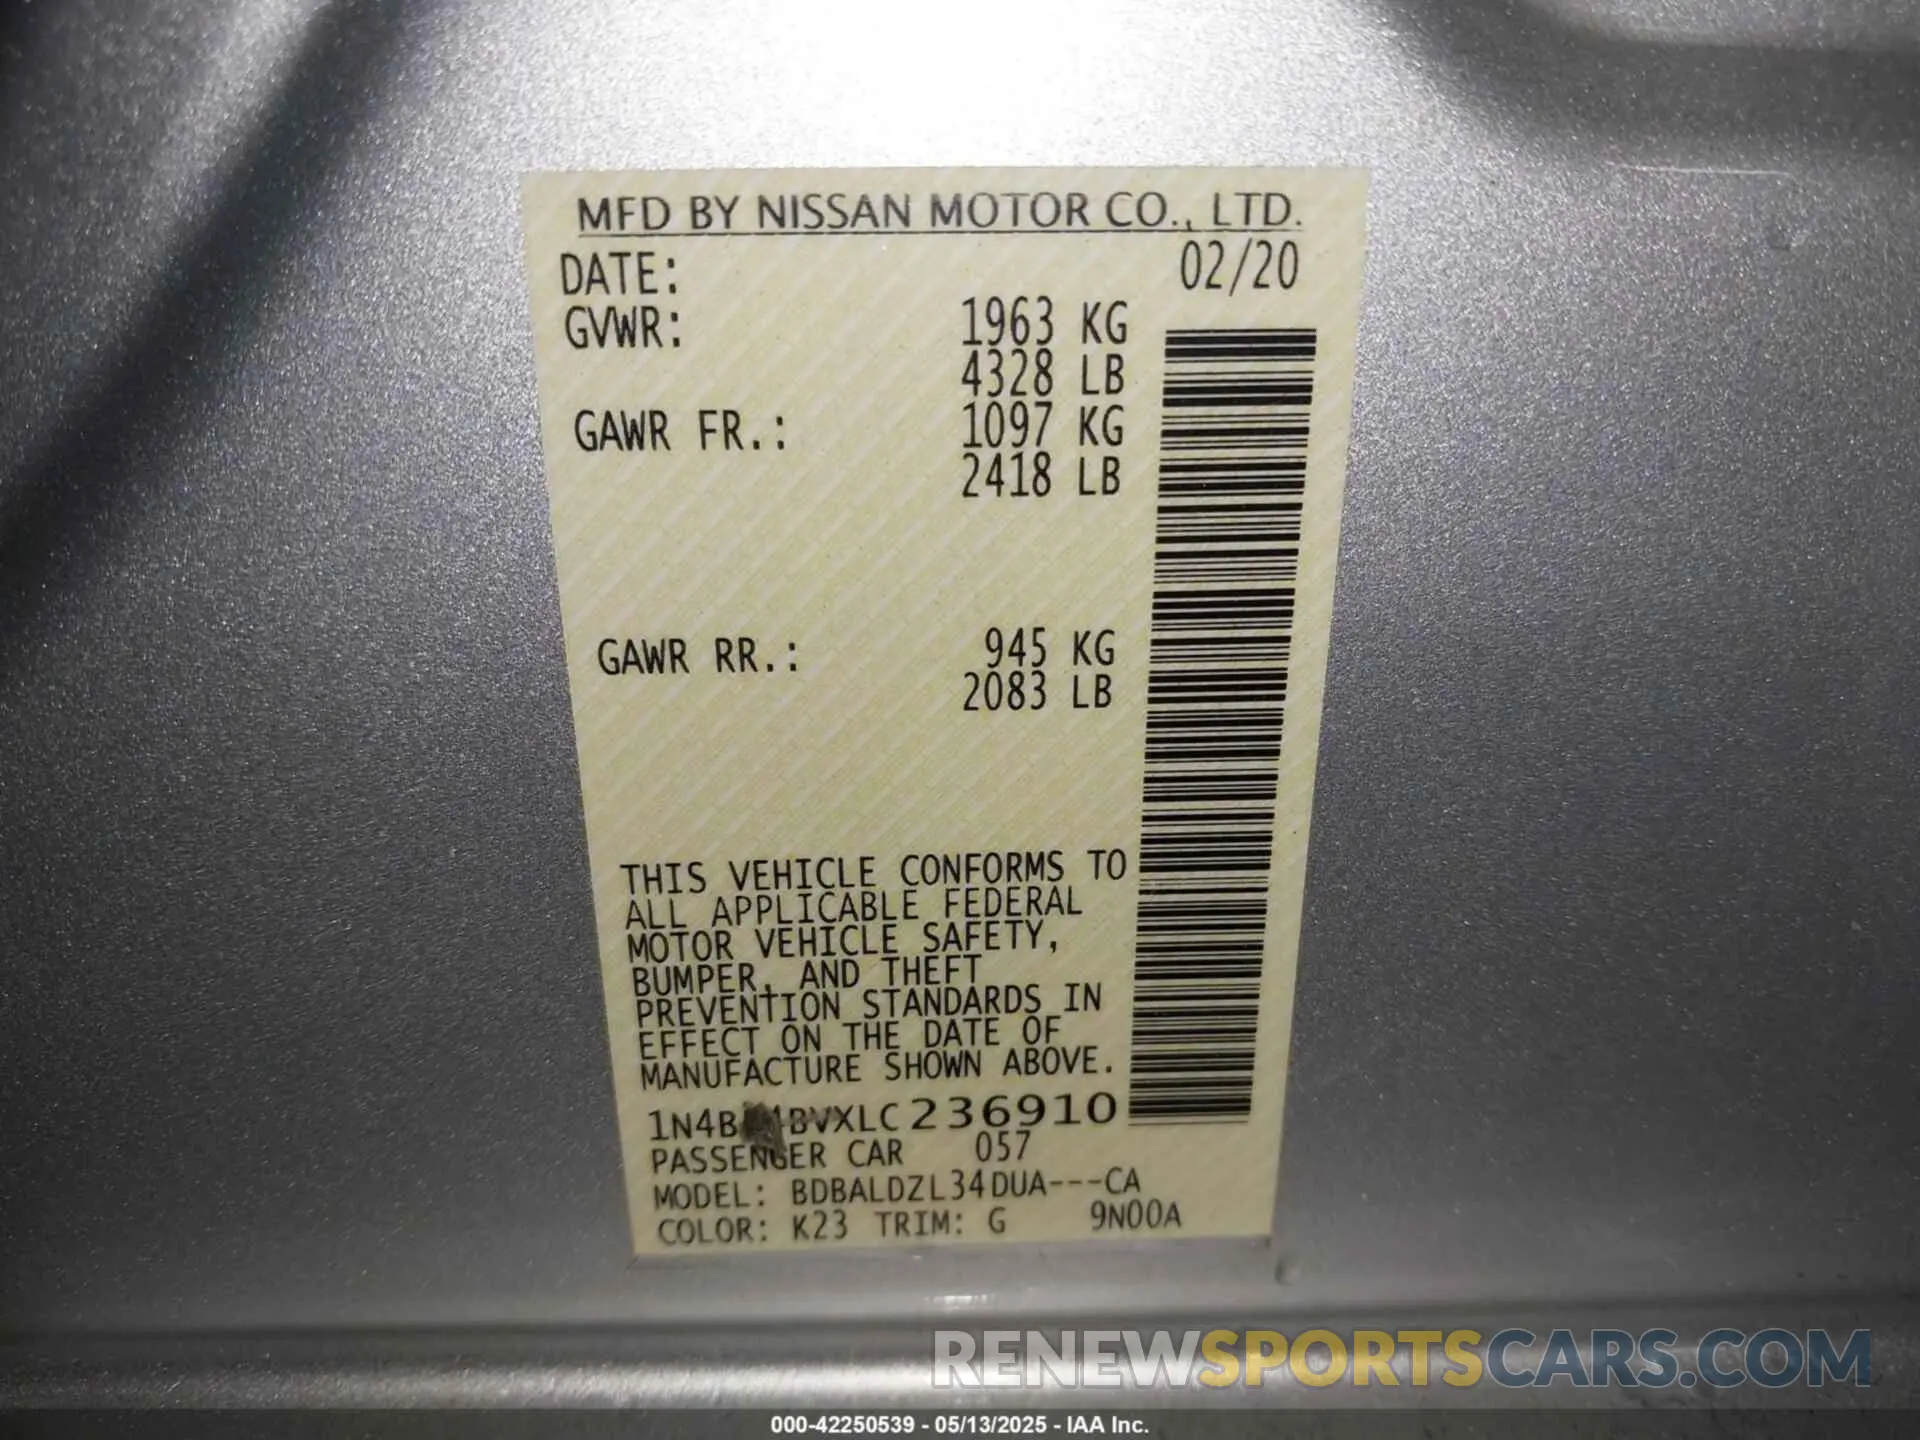 MFD BY NISSAN MOTOR CO., LTD.
DATE: 02/20
GVWR: 1963 KG
4328 LB
GAWR FR.: 1097 KG
2418 LB
GAWR RR.: 945 KG
2083 LB
THIS VEHICLE CONFORMS TO
ALL APPLICABLE FEDERAL
MOTOR VEHICLE SAFETY,
BUMPER, AND THEFT
PREVENTION STANDARDS IN
EFFECT ON THE DATE OF
MANUFACTURE SHOWN ABOVE.
PASSENGER CAR 057
MODEL: BDBALDZL34DUA---CA
COLOR: K23 TRIM: G 9N00A
RENEWSPORTSCARS.COM
000-42250539 - 05/13/2025 - IAA Inc.